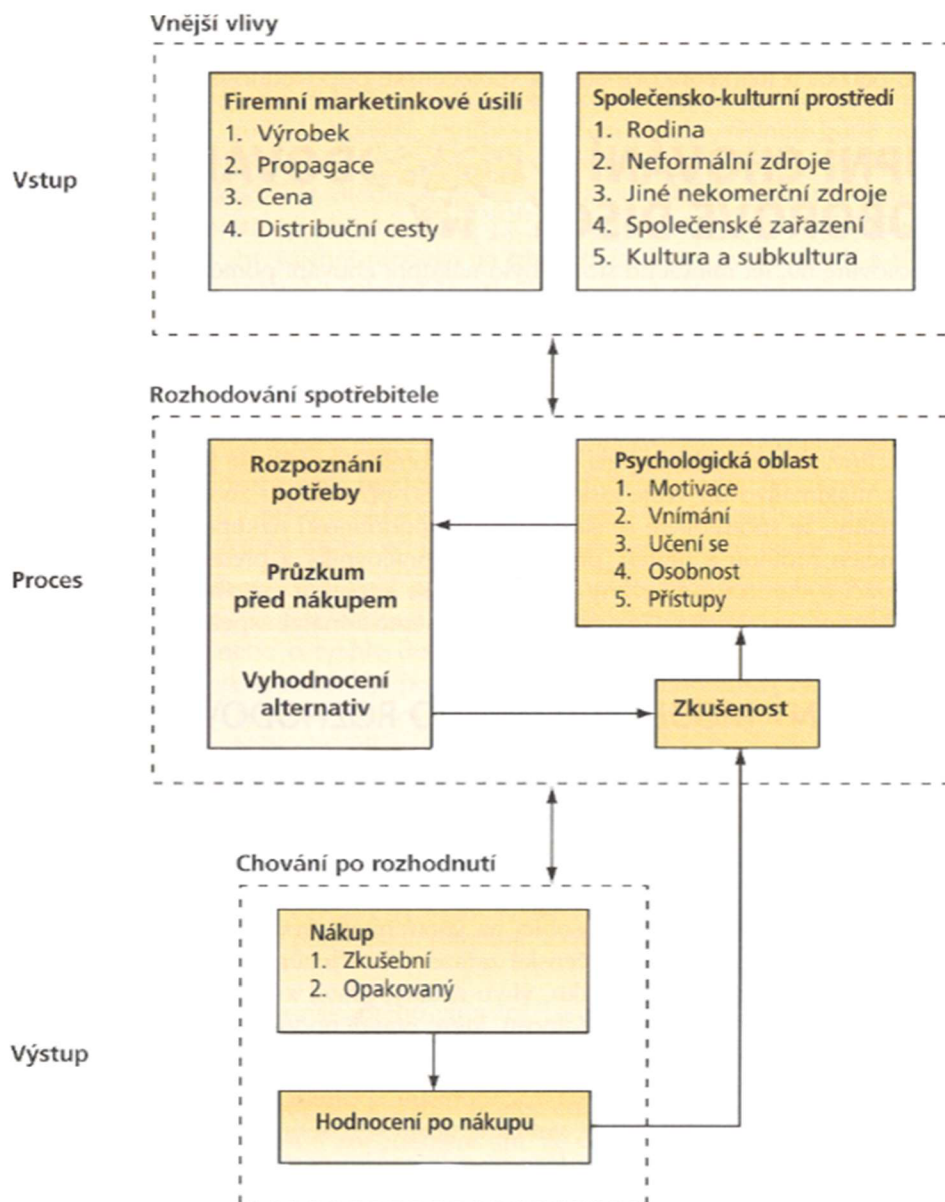 Vnější vlivy
Vstup
Firemní marketinkové úsilí
1. Výrobek
2. Propagace
3. Cena
4. Distribuční cesty
Společensko-kulturní prostředí
1. Rodina
2. Neformální zdroje
3. Jiné nekomerční zdroje
4. Společenské zařazení
5. Kultura a subkultura
Rozhodování spotřebitele
Proces
Rozpoznání
potřeby
Průzkum
před nákupem
Vyhodnocení
alternativ
Psychologická oblast
1. Motivace
2. Vnímání
3. Učení se
4. Osobnost
5. Přístupy
Zkušenost
Chování po rozhodnutí
Výstup
Nákup
1. Zkušební
2. Opakovaný
Hodnocení po nákupu